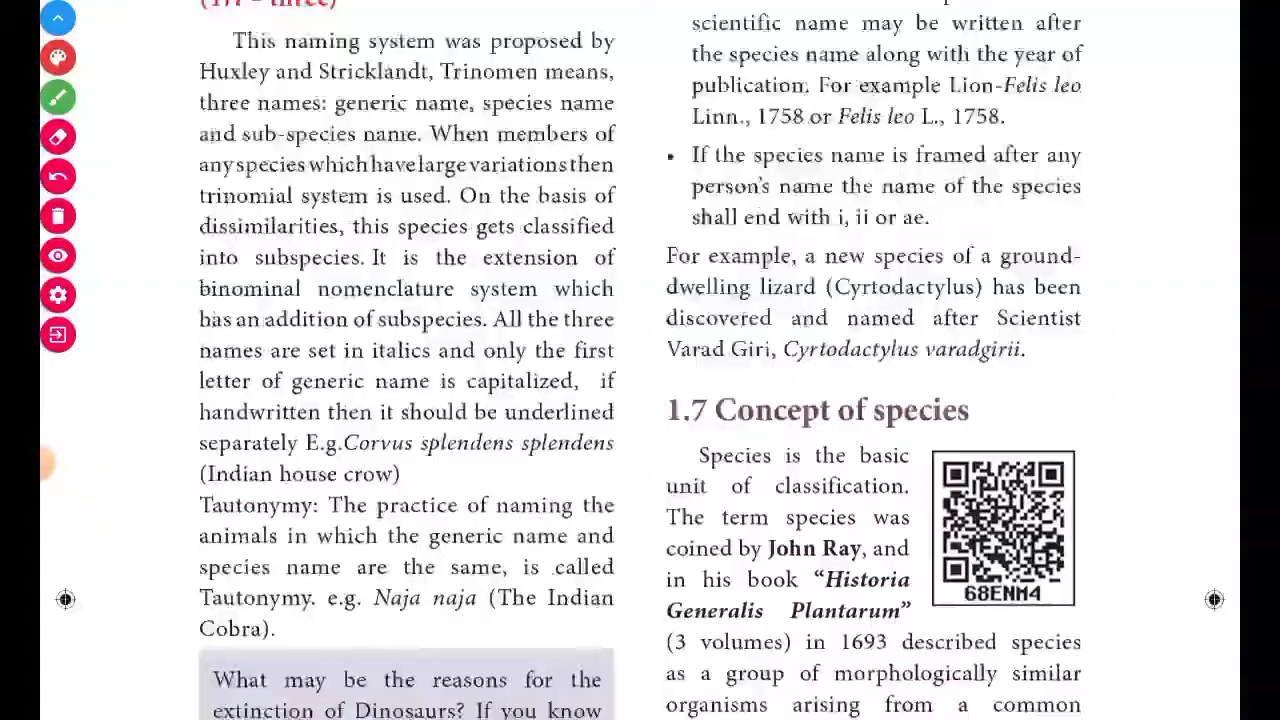 (Tri – three)
This naming system was proposed by
Huxley and Stricklandt, Trinomen means,
three names: generic name, species name
and sub-species name. When members of
any species which have large variations then
trinomial system is used. On the basis of
dissimilarities, this species gets classified
into subspecies. It is the extension of
binominal nomenclature system which
has an addition of subspecies. All the three
names are set in italics and only the first
letter of generic name is capitalized, if
handwritten then it should be underlined
separately E.g.Corvus splendens splendens
(Indian house crow)
Tautonymy: The practice of naming the
animals in which the generic name and
species name are the same, is called
Tautonymy. e.g. Naja naja (The Indian
Cobra).
What may be the reasons for the
extinction of Dinosaurs? If you know
scientific name may be written after
the species name along with the year of
publication. For example Lion-Felis leo
Linn., 1758 or Felis leo L., 1758.
• If the species name is framed after any
person's name the name of the species
shall end with i, ii or ae.
For example, a new species of a ground-
dwelling lizard (Cyrtodactylus) has been
discovered and named after Scientist
Varad Giri, Cyrtodactylus varadgirii.
1.7 Concept of species
Species is the basic
unit of classification.
The term species was
coined by John Ray, and
in his book “Historia
Generalis Plantarum”
(3 volumes) in 1693 described species
as a group of morphologically similar
organisms arising from a common
68ENM4